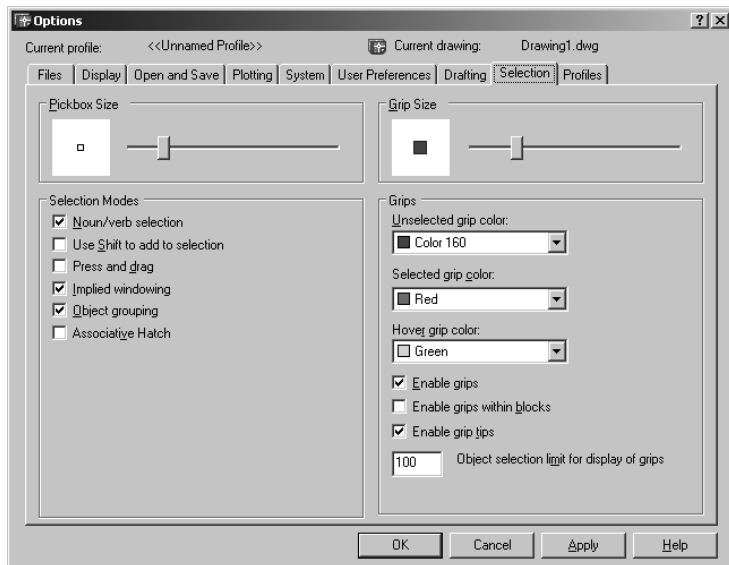 Options
Current profile: <<Unnamed Profile>> Current drawing: Drawing1.dwg
Files Display Open and Save Plotting System User Preferences Drafting Selection Profiles
Pickbox Size
Grip Size
Selection Modes
Noun/verb selection
Use Shift to add to selection
Press and drag
Implied windowing
Object grouping
Associative Hatch
Grips
Unselected grip color:
Color 160
Selected grip color:
Red
Hover grip color:
Green
Enable grips
Enable grips within blocks
Enable grip tips
100 Object selection limit for display of grips
OK Cancel Apply Help